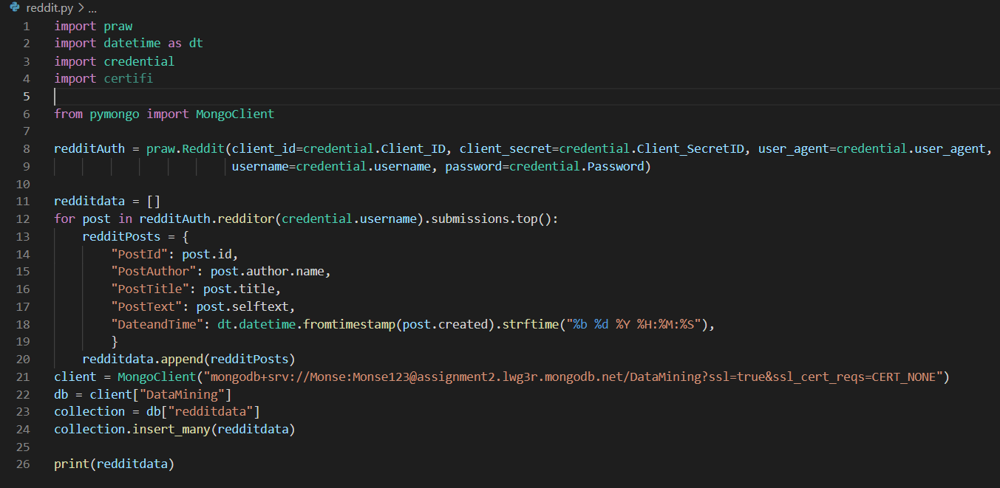 reddit.py > ...
1 import praw
2 import datetime as dt
3 import credential
4 import certifi
5
6 from pymongo import MongoClient
7
8 redditAuth = praw.Reddit(client_id=credential.Client_ID, client_secret=credential.Client_SecretID, user_agent=credential.user_agent,
9                          username=credential.username, password=credential.Password)
10
11 redditdata = []
12 for post in redditAuth.redditor(credential.username).submissions.top():
13     redditPosts = {
14         "PostId": post.id,
15         "PostAuthor": post.author.name,
16         "PostTitle": post.title,
17         "PostText": post.selftext,
18         "DateandTime": dt.datetime.fromtimestamp(post.created).strftime("%b %d %Y %H:%M:%S"),
19         }
20     redditdata.append(redditPosts)
21 client = MongoClient("mongodb+srv://Monse:Monse123@assignment2.lwg3r.mongodb.net/DataMining?ssl=true&ssl_cert_reqs=CERT_NONE")
22 db = client["DataMining"]
23 collection = db["redditdata"]
24 collection.insert_many(redditdata)
25
26 print(redditdata)